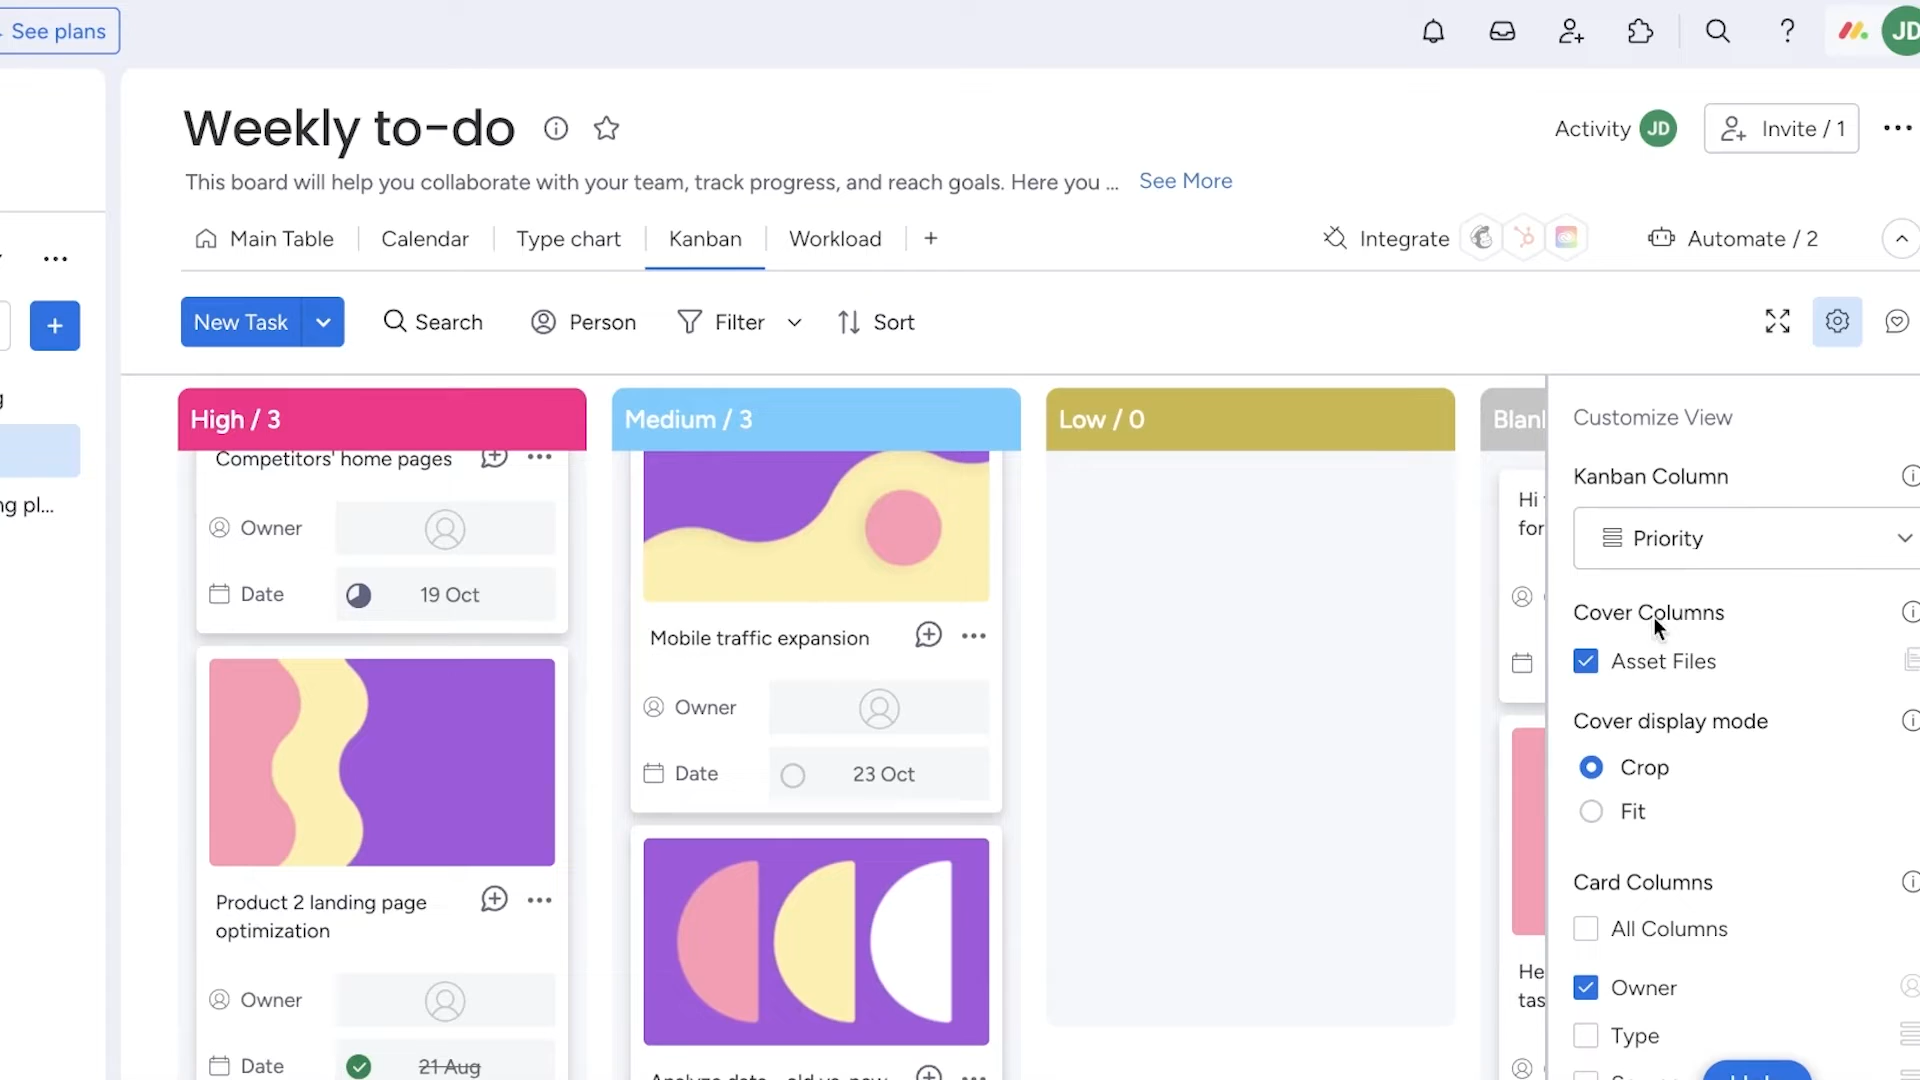 See plans
JD
Weekly to-do
Activity JD
Invite / 1
This board will help you collaborate with your team, track progress, and reach goals. Here you ... See More
Main Table
Calendar
Type chart
Kanban
Workload
+
Integrate
Automate / 2
ng pl...
New Task
Search
Person
Filter
Sort
High / 3
Competitors' home pages
Owner
Date
19 Oct
Product 2 landing page
optimization
Owner
Date
21 Aug
Medium / 3
Mobile traffic expansion
Owner
Date
23 Oct
Low / 0
Blank
Hi
for
He
tas
Customize View
Kanban Column
Priority
Cover Columns
Asset Files
Cover display mode
Crop
Fit
Card Columns
All Columns
Owner
Type